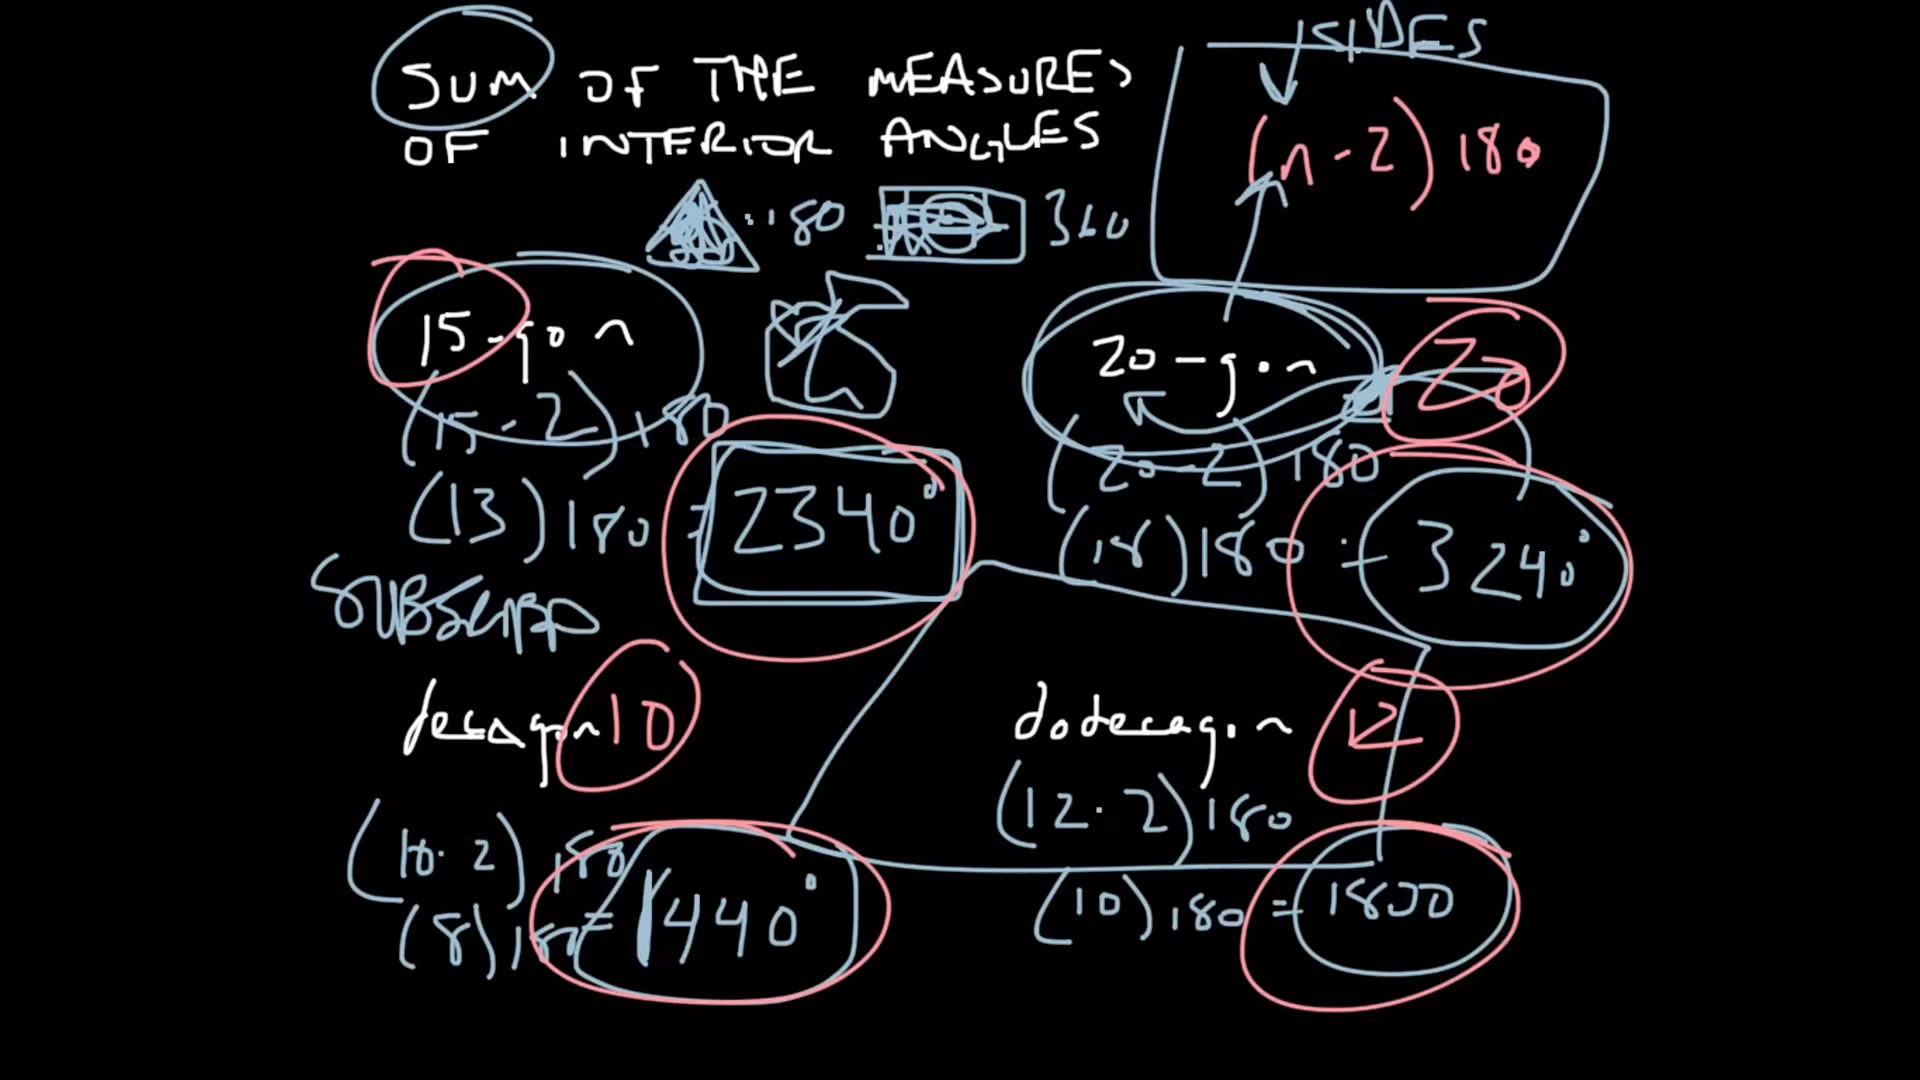 SIDES
SUM OF THE MEASURES
OF INTERIOR ANGLES
(n-2) 180
180
360
15-gon
20-gon
20
(15-2) 180
(20-2) 180
(13) 180 = 2340°
(18) 180 = 3240°
decagon 10
dodecagon 12
(10-2) 180
(12-2) 180
(8) 180 = 1440°
(10) 180 = 1800